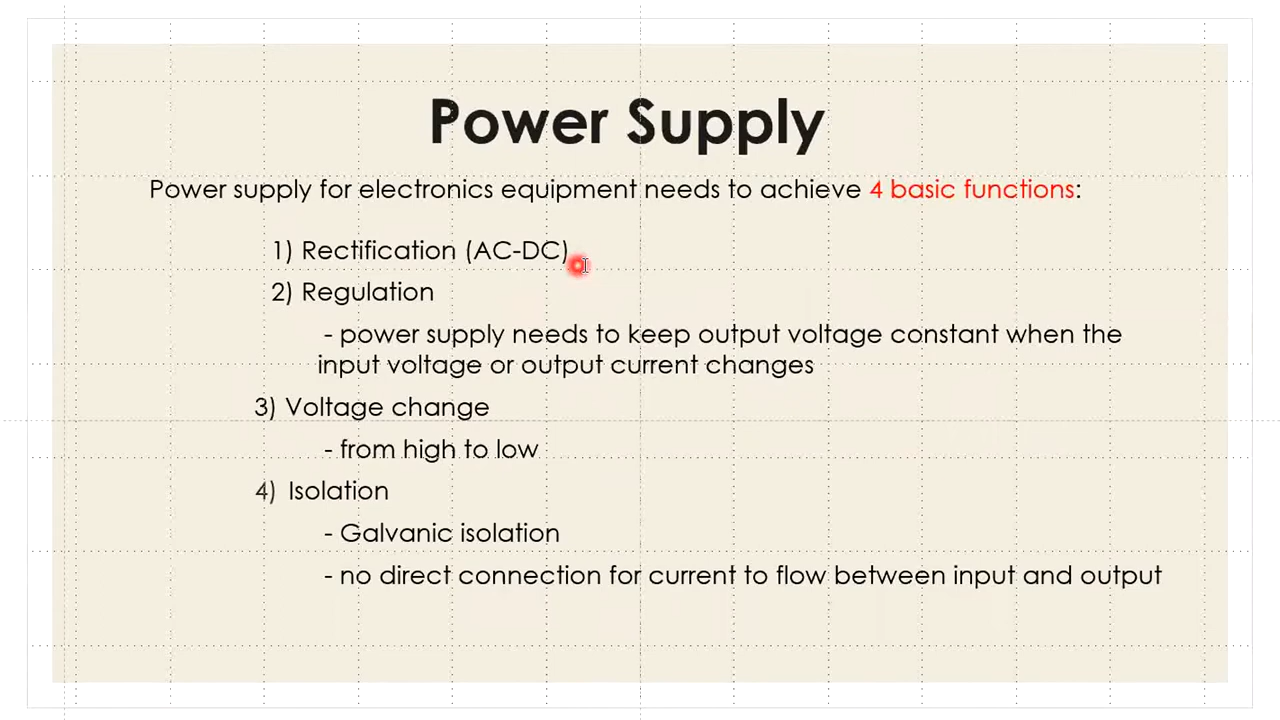 Power Supply
Power supply for electronics equipment needs to achieve 4 basic functions:
1) Rectification (AC-DC)
2) Regulation
- power supply needs to keep output voltage constant when the
input voltage or output current changes
3) Voltage change
- from high to low
4) Isolation
- Galvanic isolation
- no direct connection for current to flow between input and output